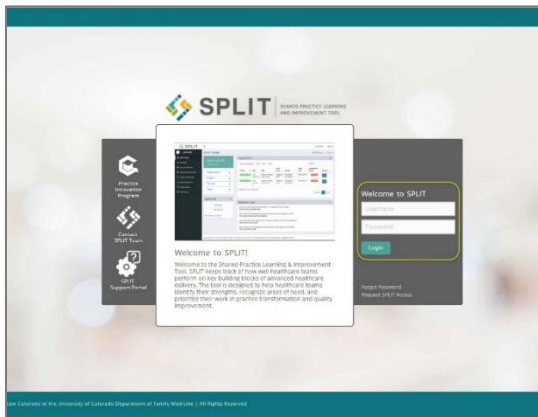 SPLIT
SHARED PRACTICE LEARNING
AND IMPROVEMENT TOOL
Practice
Innovation
Program
Contact
SPLIT Team
SPLIT
Support Portal
Welcome to SPLIT!
Welcome to the Shared Practice Learning & Improvement
Tool. SPLIT keeps track of how well healthcare teams
perform on key building blocks of advanced healthcare
delivery. The tool is designed to help healthcare teams
identify their strengths, recognize areas of need, and
prioritize their work in practice transformation and quality
improvement.
Welcome to SPLIT
Username
Password
Login
Forgot Password
Request SPLIT Access
am Colorado at the University of Colorado Department of Family Medicine | All Rights Reserved